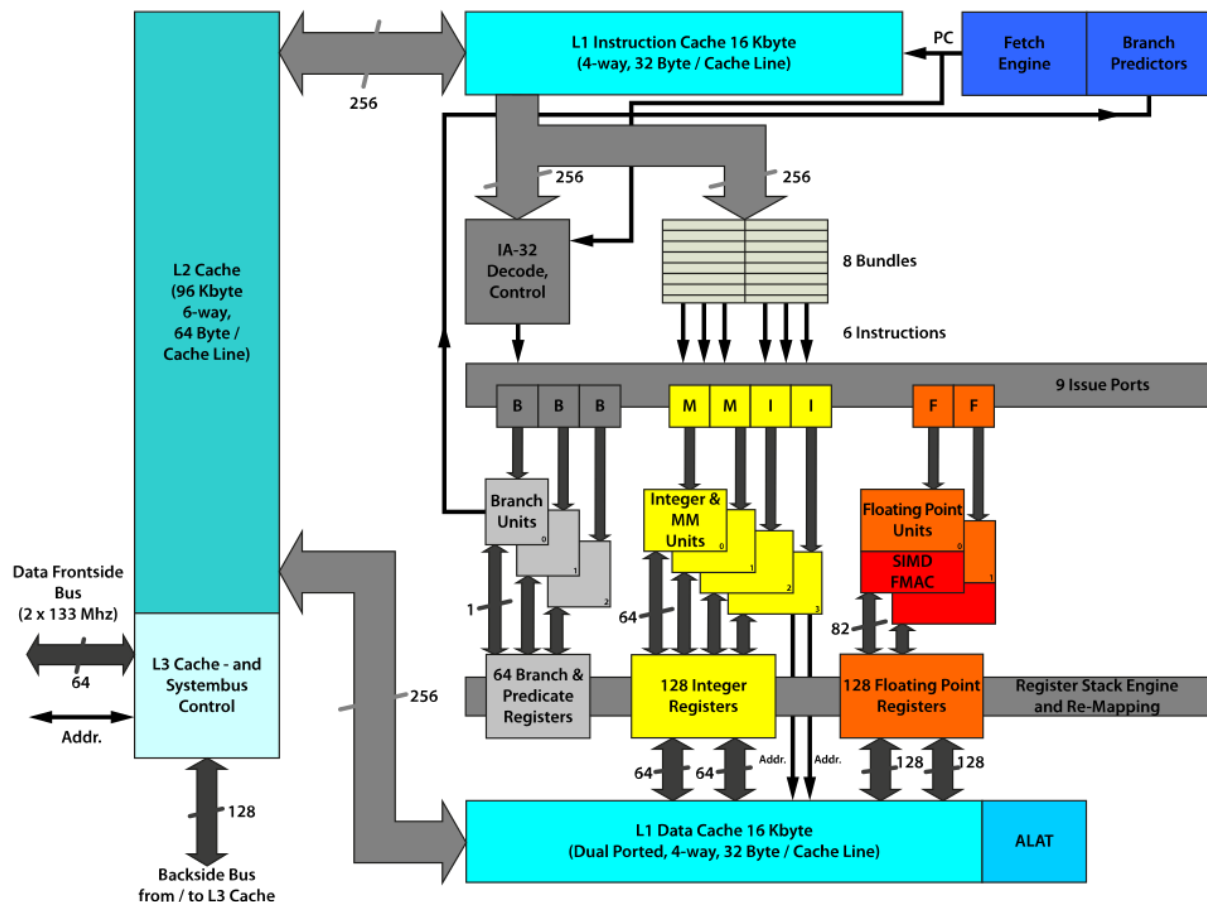 L1 Instruction Cache 16 Kbyte
(4-way, 32 Byte / Cache Line)
PC
Fetch
Engine
Branch
Predictors
256
256
256
IA-32
Decode,
Control
8 Bundles
6 Instructions
L2 Cache
(96 Kbyte
6-way,
64 Byte /
Cache Line)
9 Issue Ports
B B B
M M I I
F F
Branch
Units
0
1
2
Integer &
MM
Units
0
1
2
3
Floating Point
Units
0
SIMD
FMAC
1
1
64
82
Data Frontside
Bus
(2 x 133 Mhz)
64
Addr.
L3 Cache - and
Systembus
Control
256
64 Branch &
Predicate
Registers
128 Integer
Registers
128 Floating Point
Registers
Register Stack Engine
and Re-Mapping
64
64
Addr.
Addr.
128
128
128
L1 Data Cache 16 Kbyte
(Dual Ported, 4-way, 32 Byte / Cache Line)
ALAT
Backside Bus
from / to L3 Cache